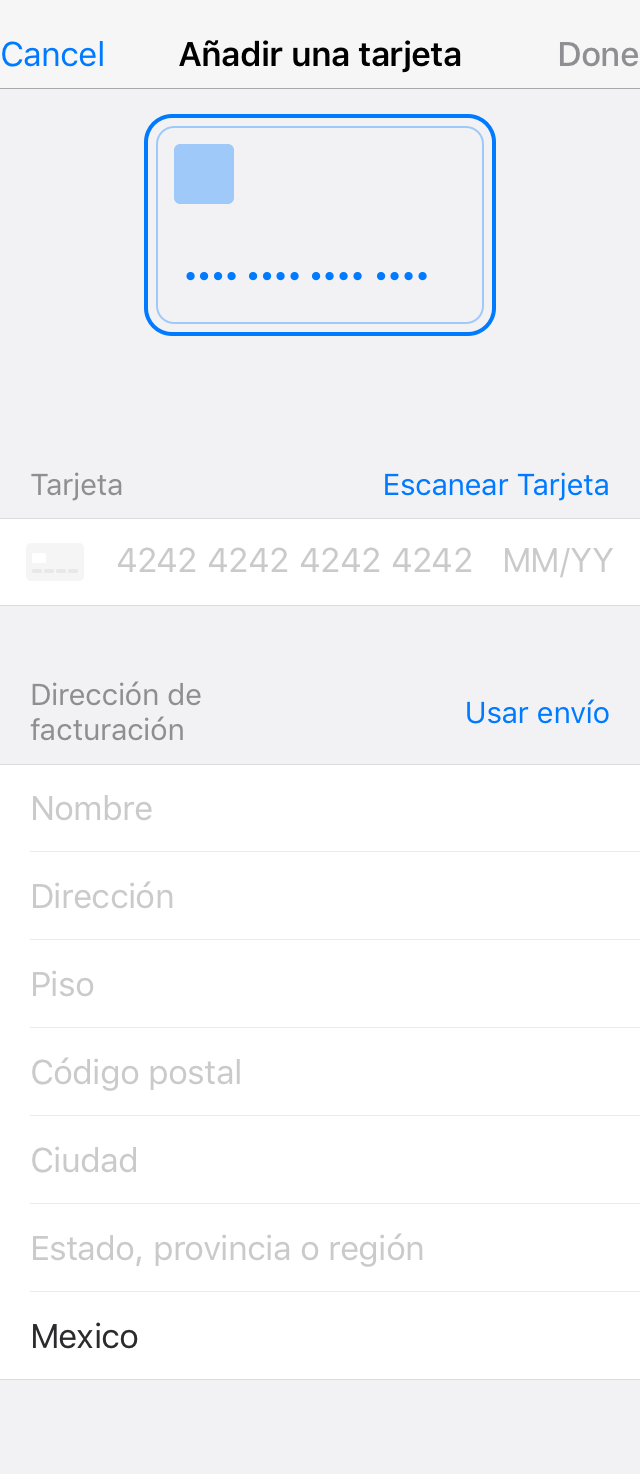 Cancel Añadir una tarjeta Done
•••• •••• •••• ••••
Tarjeta Escanear Tarjeta
4242 4242 4242 4242 MM/YY
Dirección de
facturación
Usar envío
Nombre
Dirección
Piso
Código postal
Ciudad
Estado, provincia o región
Mexico